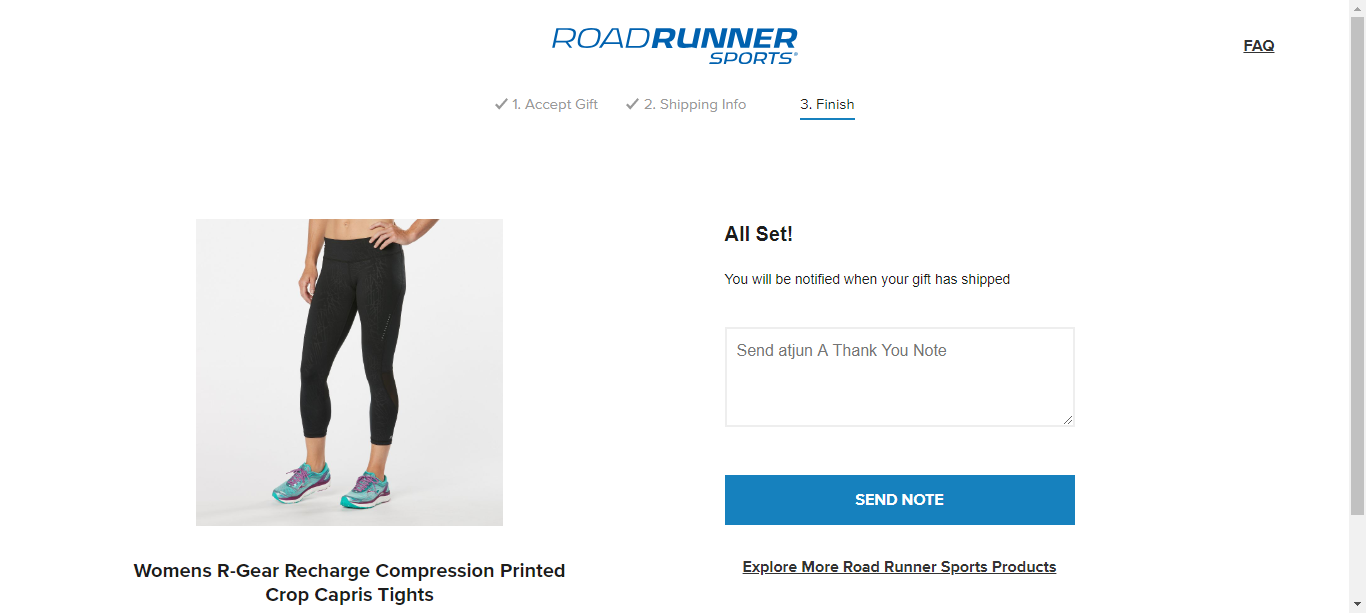 ROADRUNNER
SPORTS
FAQ
1. Accept Gift
2. Shipping Info
3. Finish
All Set!
You will be notified when your gift has shipped
Send atjun A Thank You Note
SEND NOTE
Explore More Road Runner Sports Products
Womens R-Gear Recharge Compression Printed
Crop Capris Tights